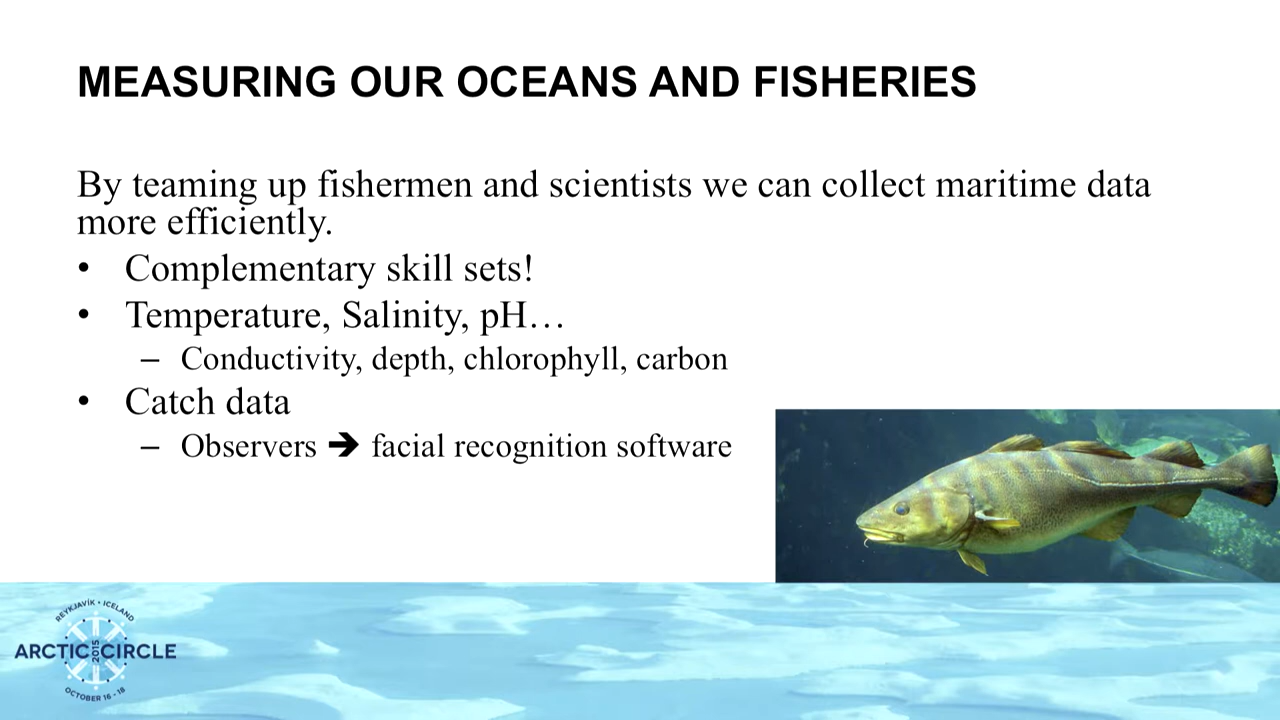 MEASURING OUR OCEANS AND FISHERIES
By teaming up fishermen and scientists we can collect maritime data
more efficiently.
• Complementary skill sets!
• Temperature, Salinity, pH…
– Conductivity, depth, chlorophyll, carbon
• Catch data
– Observers ➔ facial recognition software
REYKJAVÍK • ICELAND
ARCTIC CIRCLE
2015
OCTOBER 16 - 18